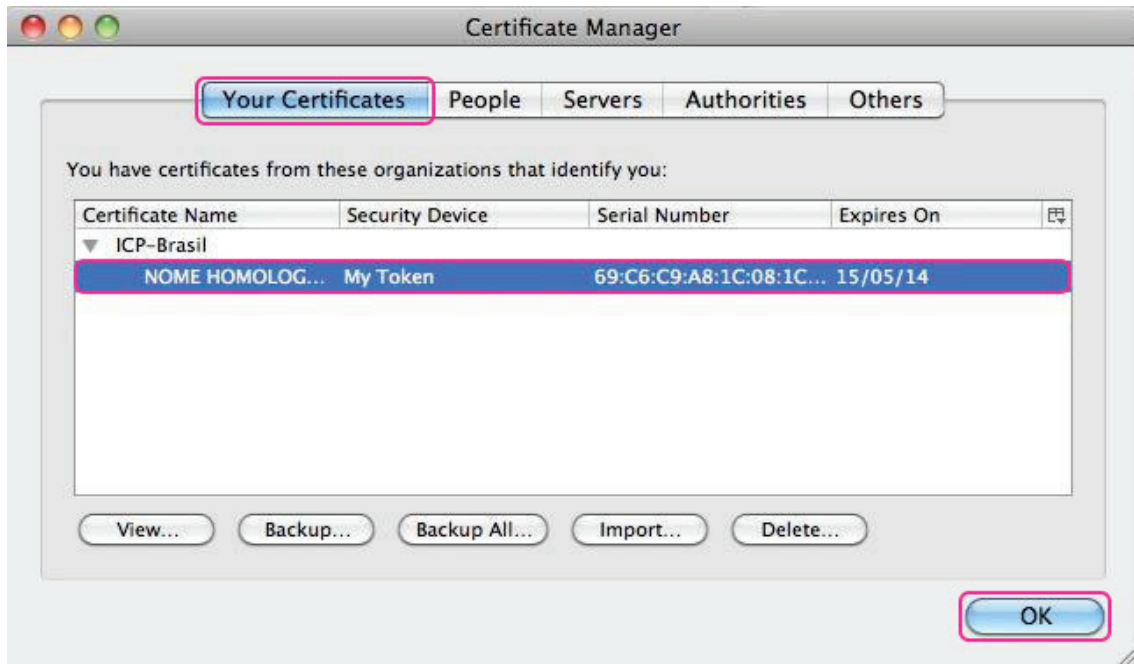 Certificate Manager
Your Certificates People Servers Authorities Others
You have certificates from these organizations that identify you:
Certificate Name Security Device Serial Number Expires On
ICP-Brasil
NOME HOMOLOG... My Token 69:C6:C9:A8:1C:08:1C... 15/05/14
View... Backup... Backup All... Import... Delete...
OK